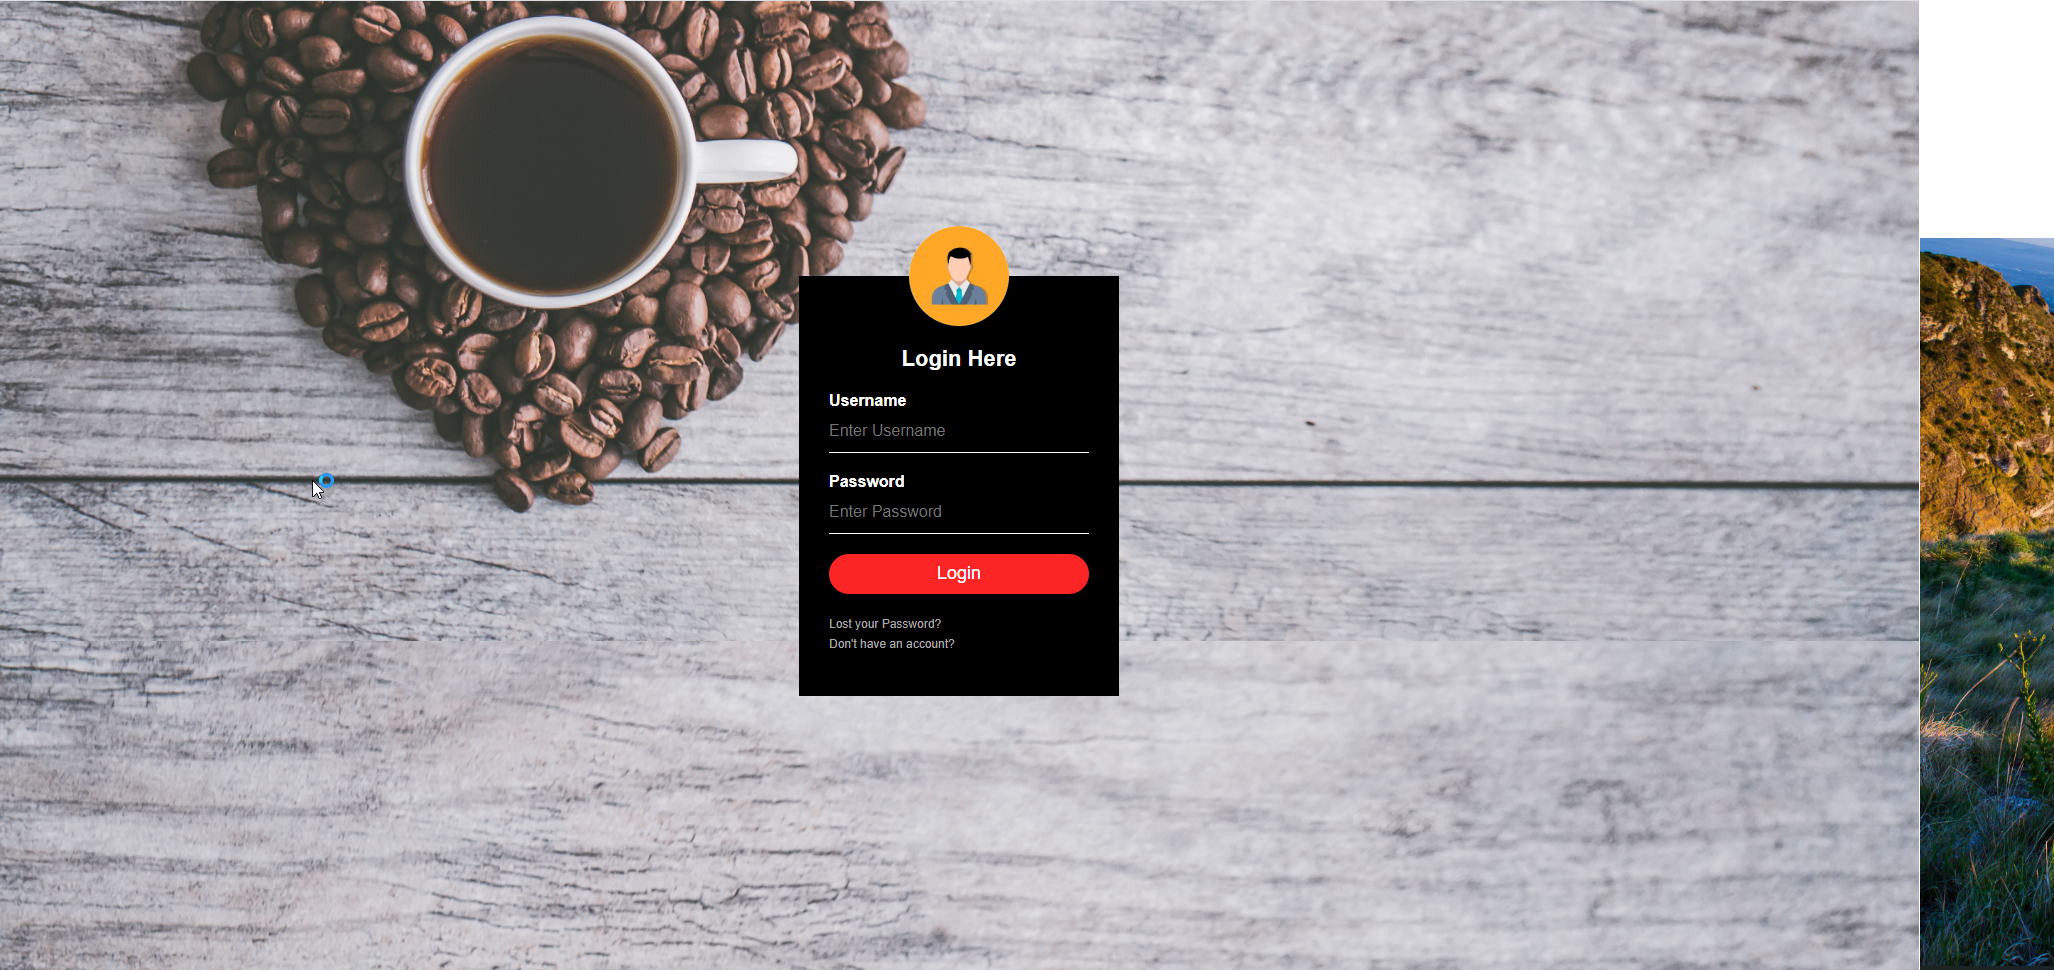 Login Here
Username
Enter Username
Password
Enter Password
Login
Lost your Password?
Don't have an account?